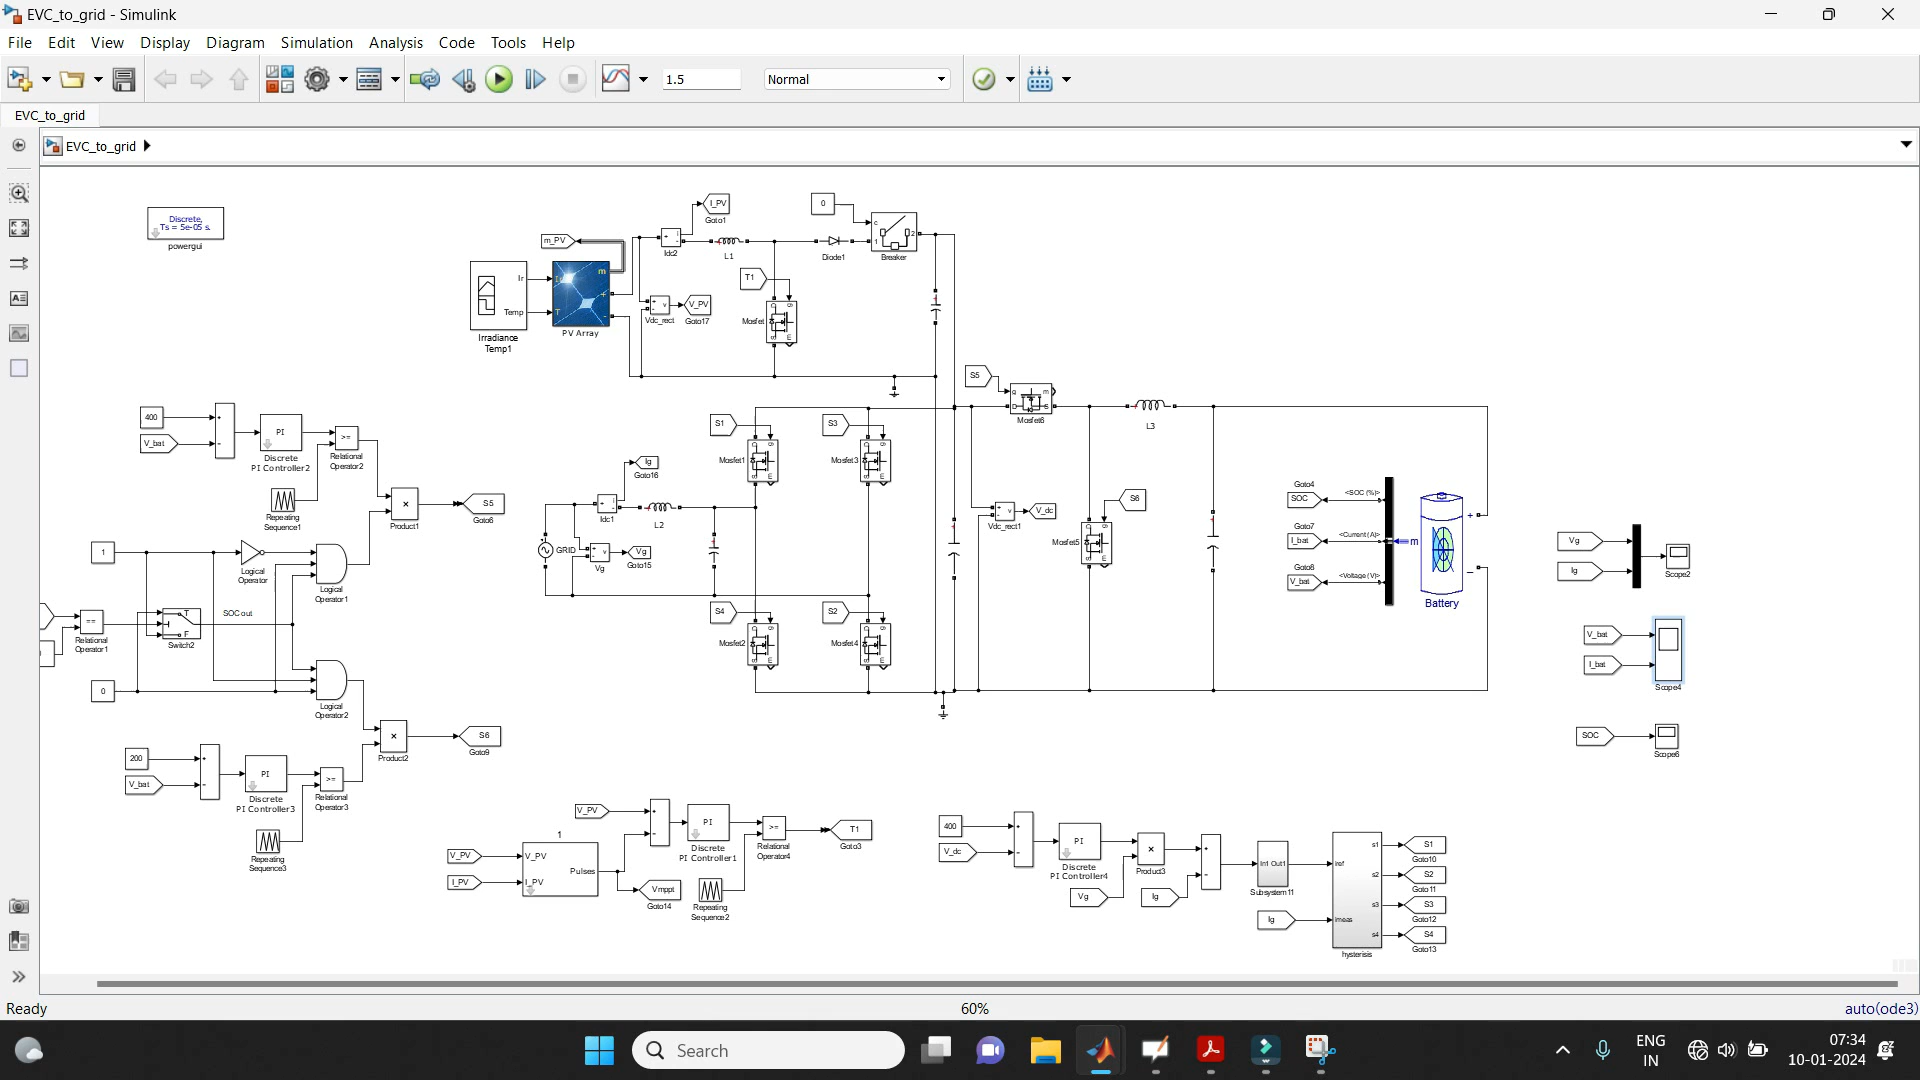 EVC_to_grid - Simulink
File Edit View Display Diagram Simulation Analysis Code Tools Help
1.5
Normal
EVC_to_grid
EVC_to_grid
Discrete,
Ts = 5e-05 s.
powergui
m_PV
I_PV
Goto1
0
Idc2
L1
Diode1
Breaker
Ir
Temp
Irradiance
Temp1
PV Array
Vdc_rect
V_PV
Goto17
T1
Mosfet
S5
Mosfet6
L3
400
V_bat
PI
Discrete
PI Controller2
>=
Relational
Operator2
Repeating
Sequence1
×
Product1
S5
Goto6
1
Logical
Operator
Logical
Operator1
==
Relational
Operator1
Switch2
SOC out
0
Logical
Operator2
×
Product2
S6
Goto9
200
V_bat
PI
Discrete
PI Controller3
>=
Relational
Operator3
Repeating
Sequence3
S1
Mosfet1
S3
Mosfet3
Ig
Goto16
Idc1
L2
GRID
Vg
Vg
Goto15
S4
Mosfet2
S2
Mosfet4
Vdc_rect1
V_dc
S6
Mosfet5
Goto4
SOC
<SOC (%)>
Goto7
I_bat
<Current (A)>
Goto8
V_bat
<Voltage (V)>
m
Battery
Vg
Ig
Scope2
V_bat
I_bat
Scope4
SOC
Scope6
1
V_PV
I_PV
V_PV
I_PV
Pulses
Vmppt
Goto14
V_PV
PI
Discrete
PI Controller1
>=
Relational
Operator4
Repeating
Sequence2
T1
Goto3
400
V_dc
PI
Discrete
PI Controller4
Vg
×
Product3
Ig
In1 Out1
Subsystem11
Ig
iref
imeas
s1
s2
s3
s4
hysterisis
S1
Goto10
S2
Goto11
S3
Goto12
S4
Goto13
Ready
60%
auto(ode3)
Search
ENG
IN
07:34
10-01-2024